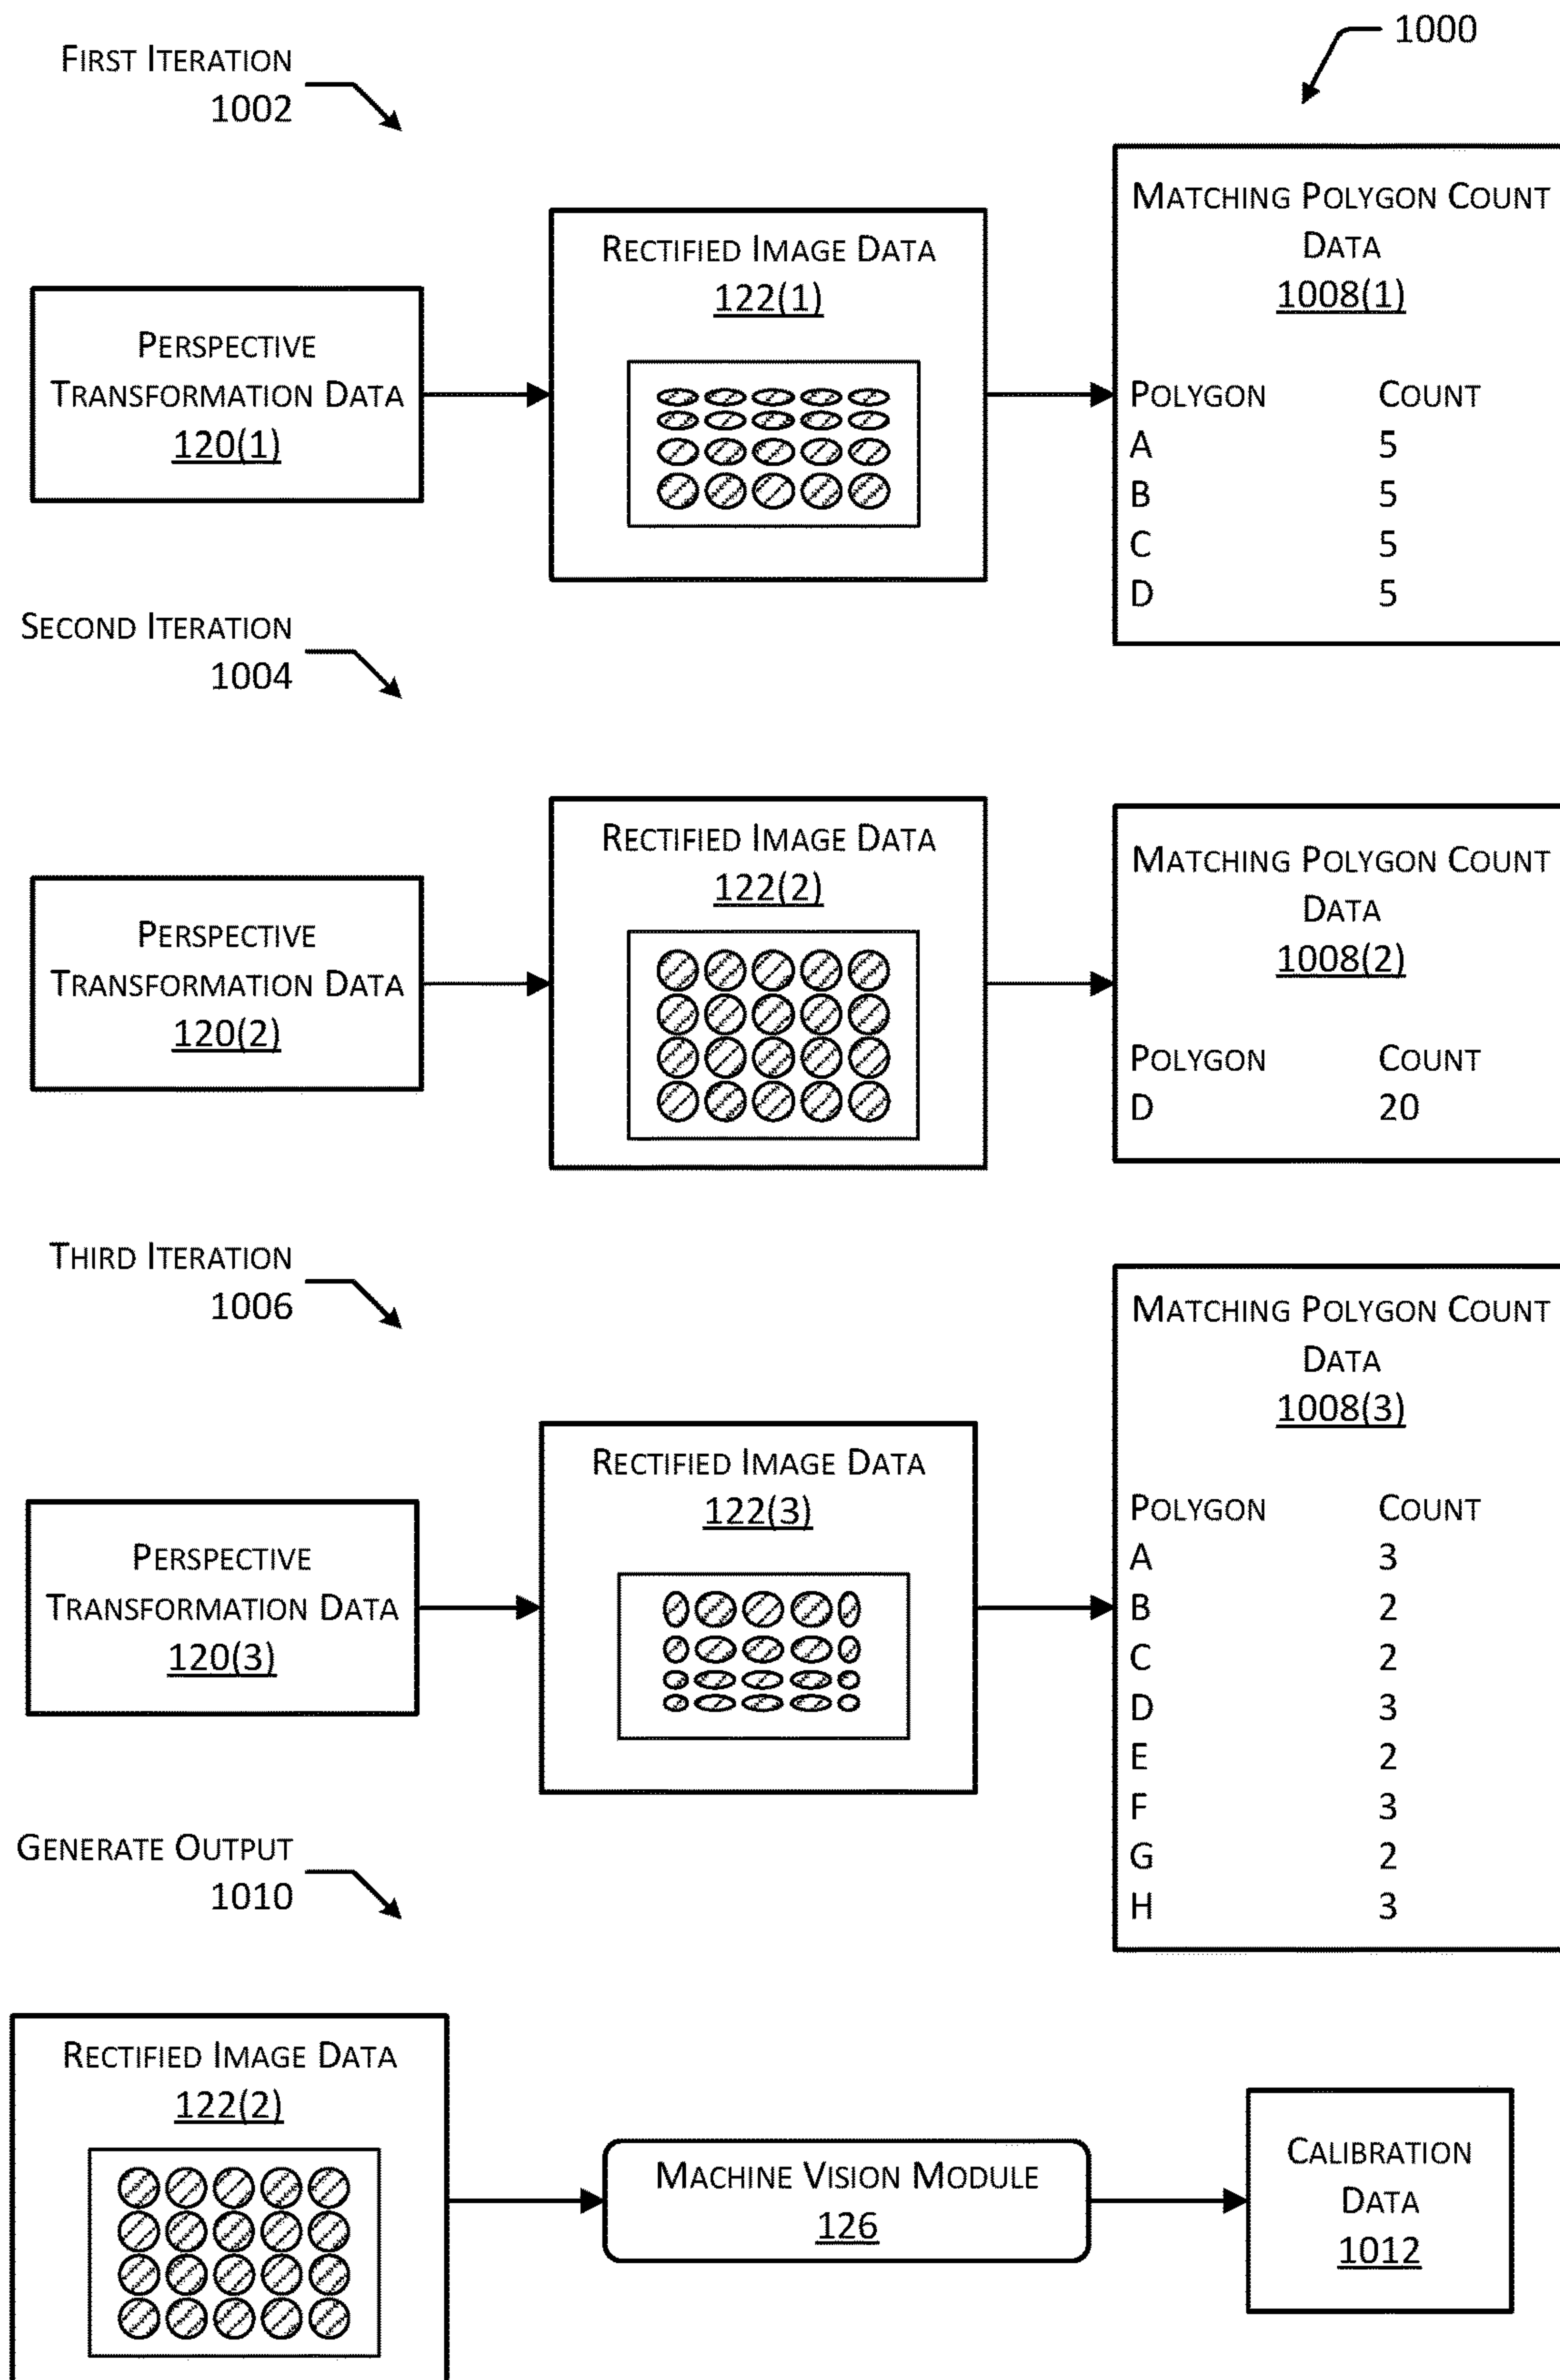 1000
First Iteration
1002
Perspective
Transformation Data
120(1)
Rectified Image Data
122(1)
Matching Polygon Count
Data
1008(1)
Polygon Count
A 5
B 5
C 5
D 5
Second Iteration
1004
Perspective
Transformation Data
120(2)
Rectified Image Data
122(2)
Matching Polygon Count
Data
1008(2)
Polygon Count
D 20
Third Iteration
1006
Perspective
Transformation Data
120(3)
Rectified Image Data
122(3)
Matching Polygon Count
Data
1008(3)
Polygon Count
A 3
B 2
C 2
D 3
E 2
F 3
G 2
H 3
Generate Output
1010
Rectified Image Data
122(2)
Machine Vision Module
126
Calibration
Data
1012